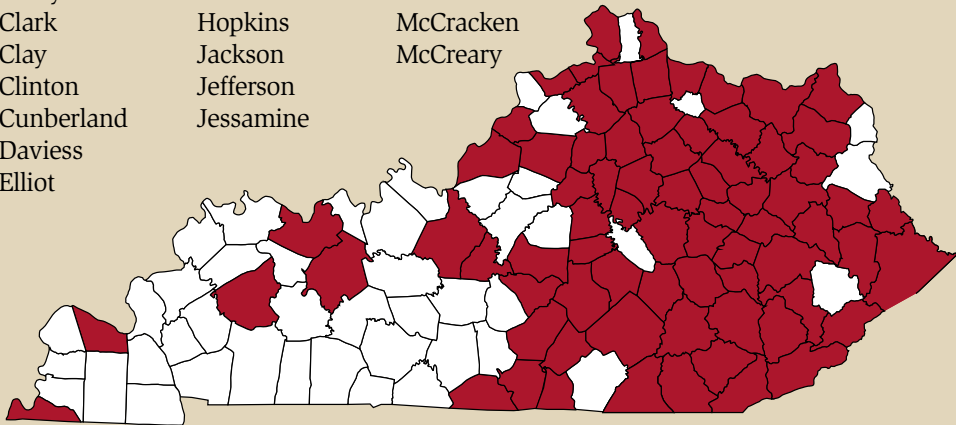 Clark
Clay
Clinton
Cunberland
Daviess
Elliot
Hopkins
Jackson
Jefferson
Jessamine
McCracken
McCreary